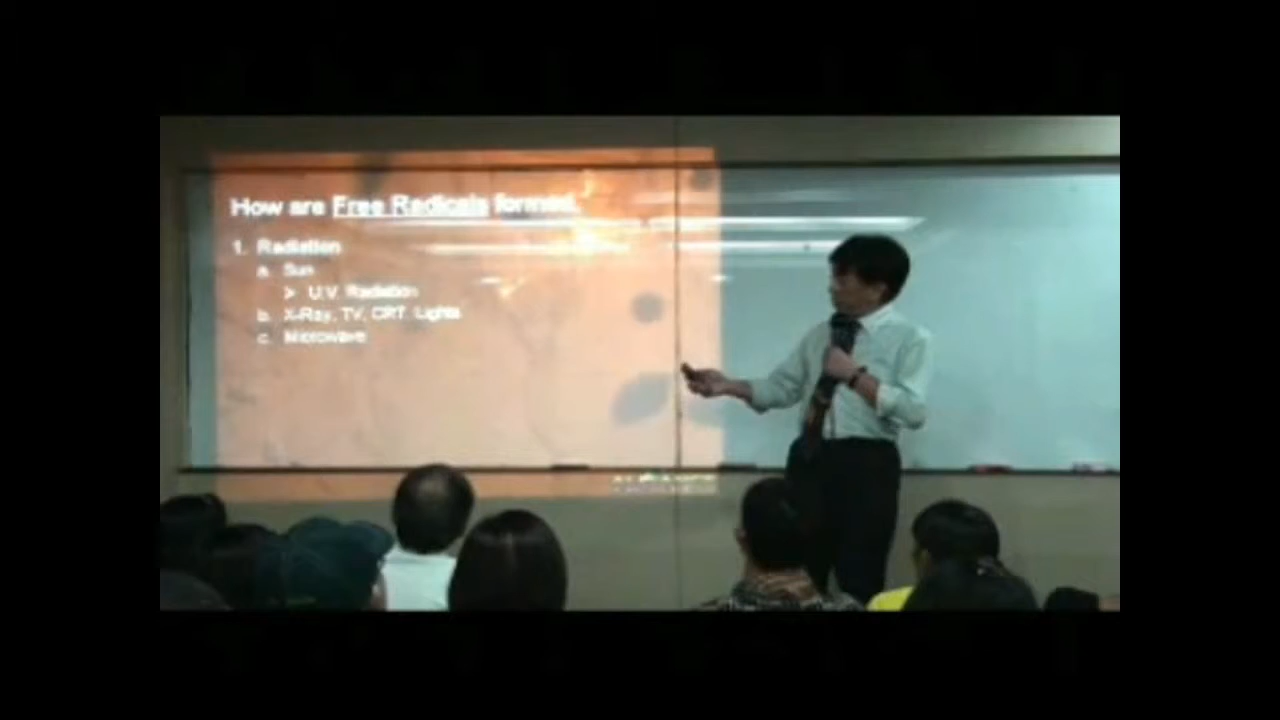 How are Free Radicals formed.
1. Radiation
a. Sun
> U.V. Radiation
b. X-Ray, TV, CRT, Lights
c. Microwave